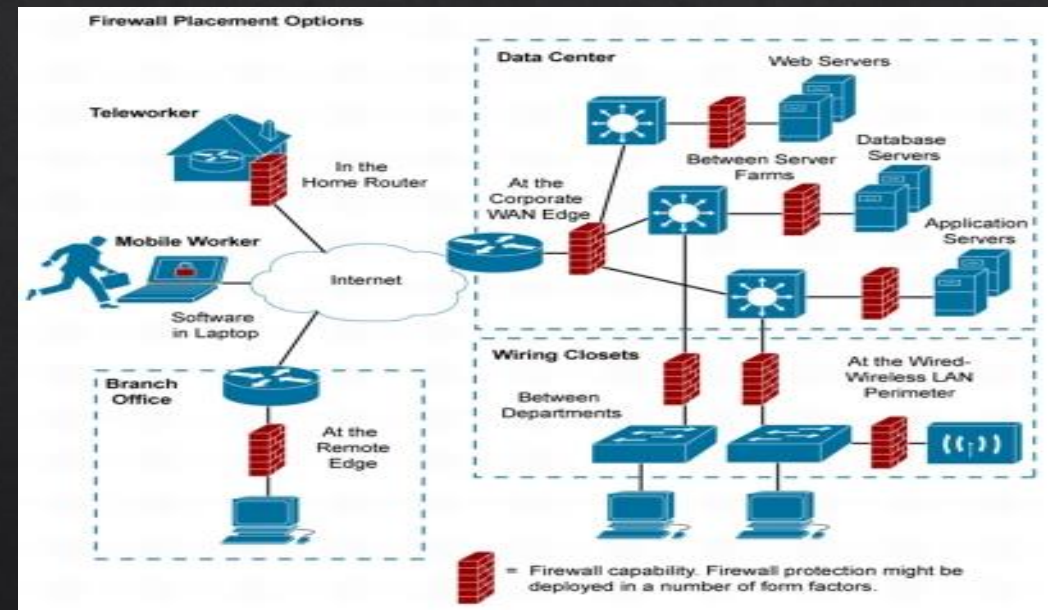 Firewall Placement Options
Teleworker
In the
Home Router
Mobile Worker
Software
in Laptop
Internet
Branch
Office
At the
Remote
Edge
Data Center
Web Servers
Between Server
Farms
Database
Servers
At the
Corporate
WAN Edge
Application
Servers
Wiring Closets
Between
Departments
At the Wired-
Wireless LAN
Perimeter
= Firewall capability. Firewall protection might be
deployed in a number of form factors.